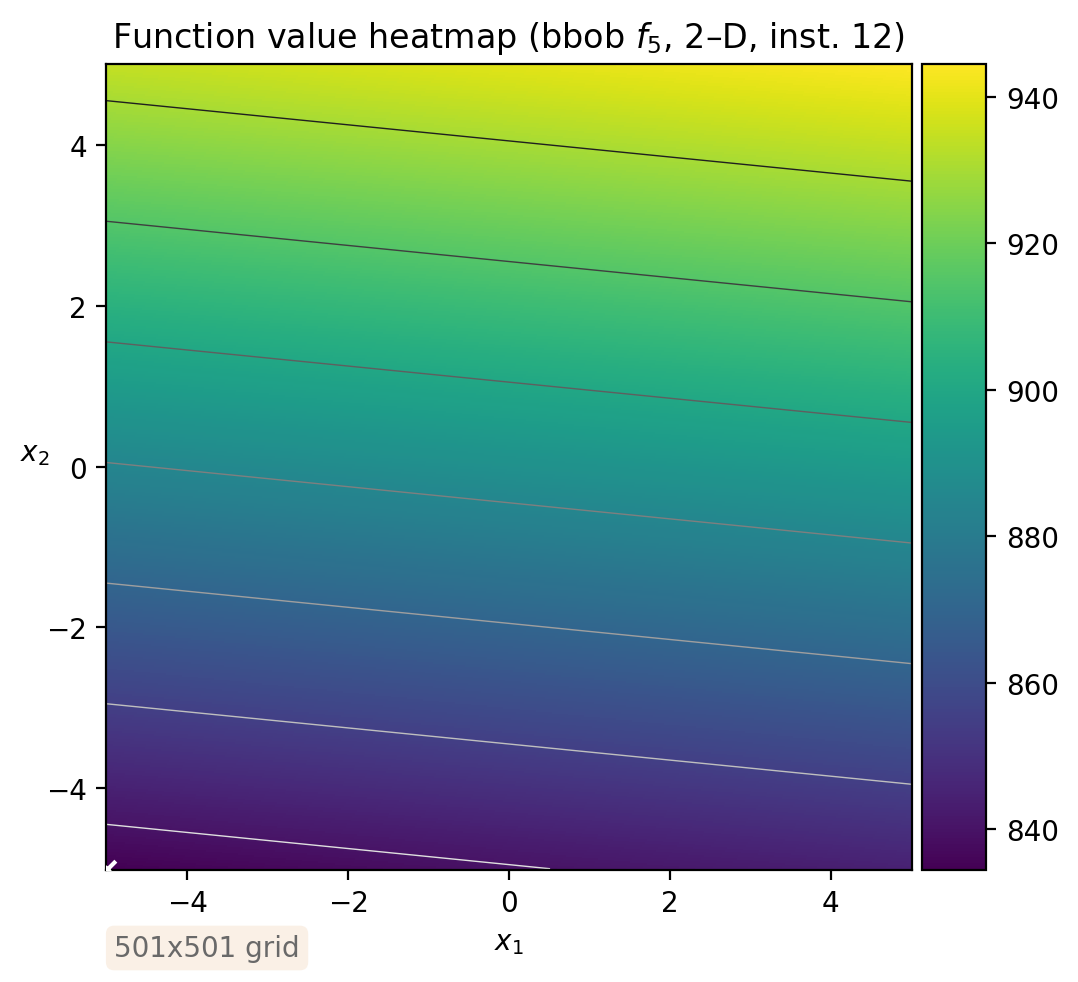 Function value heatmap (bbob f₅, 2–D, inst. 12)
940
920
900
880
860
840
4
2
0
−2
−4
x₂
−4 −2 0 2 4
x₁
501x501 grid